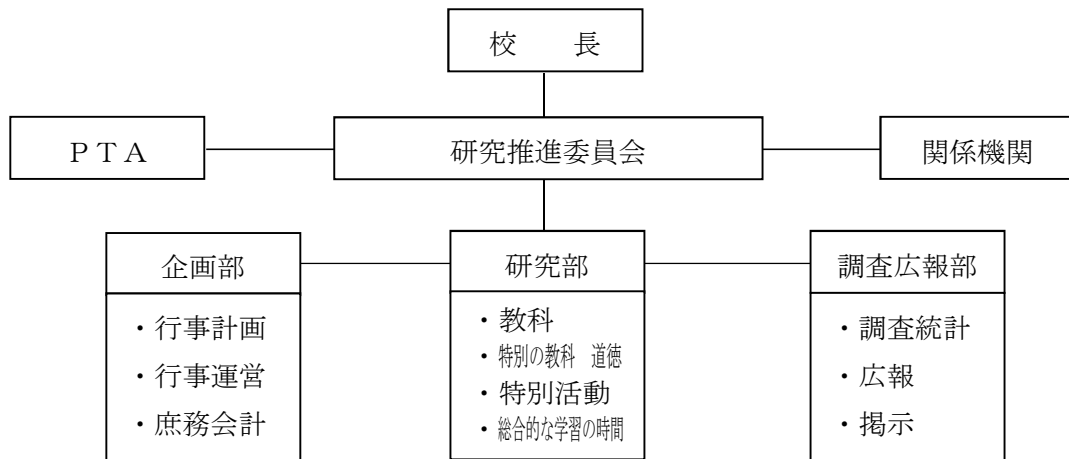 校　　長
ＰＴＡ
研究推進委員会
関係機関
企画部
・行事計画
・行事運営
・庶務会計
研究部
・教科
・特別の教科　道徳
・特別活動
・総合的な学習の時間
調査広報部
・調査統計
・広報
・掲示